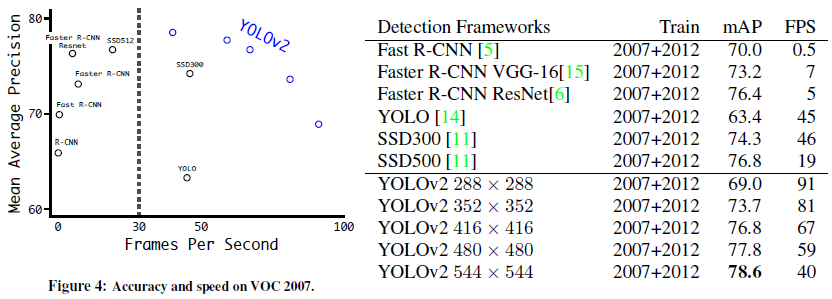 80
70
60
Mean Average Precision
Faster R-CNN
Resnet
SSD512
YOLOv2
Faster R-CNN
SSD300
Fast R-CNN
R-CNN
YOLO
0 30 50 100
Frames Per Second
Figure 4: Accuracy and speed on VOC 2007.
Detection Frameworks Train mAP FPS
Fast R-CNN [5] 2007+2012 70.0 0.5
Faster R-CNN VGG-16[15] 2007+2012 73.2 7
Faster R-CNN ResNet[6] 2007+2012 76.4 5
YOLO [14] 2007+2012 63.4 45
SSD300 [11] 2007+2012 74.3 46
SSD500 [11] 2007+2012 76.8 19
YOLOv2 288 × 288 2007+2012 69.0 91
YOLOv2 352 × 352 2007+2012 73.7 81
YOLOv2 416 × 416 2007+2012 76.8 67
YOLOv2 480 × 480 2007+2012 77.8 59
YOLOv2 544 × 544 2007+2012 78.6 40